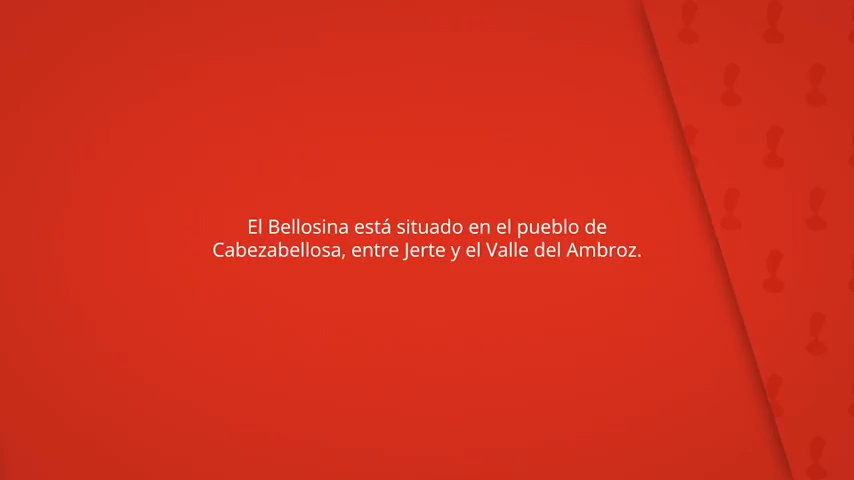 El Bellosina está situado en el pueblo de
Cabezabellosa, entre Jerte y el Valle del Ambroz.